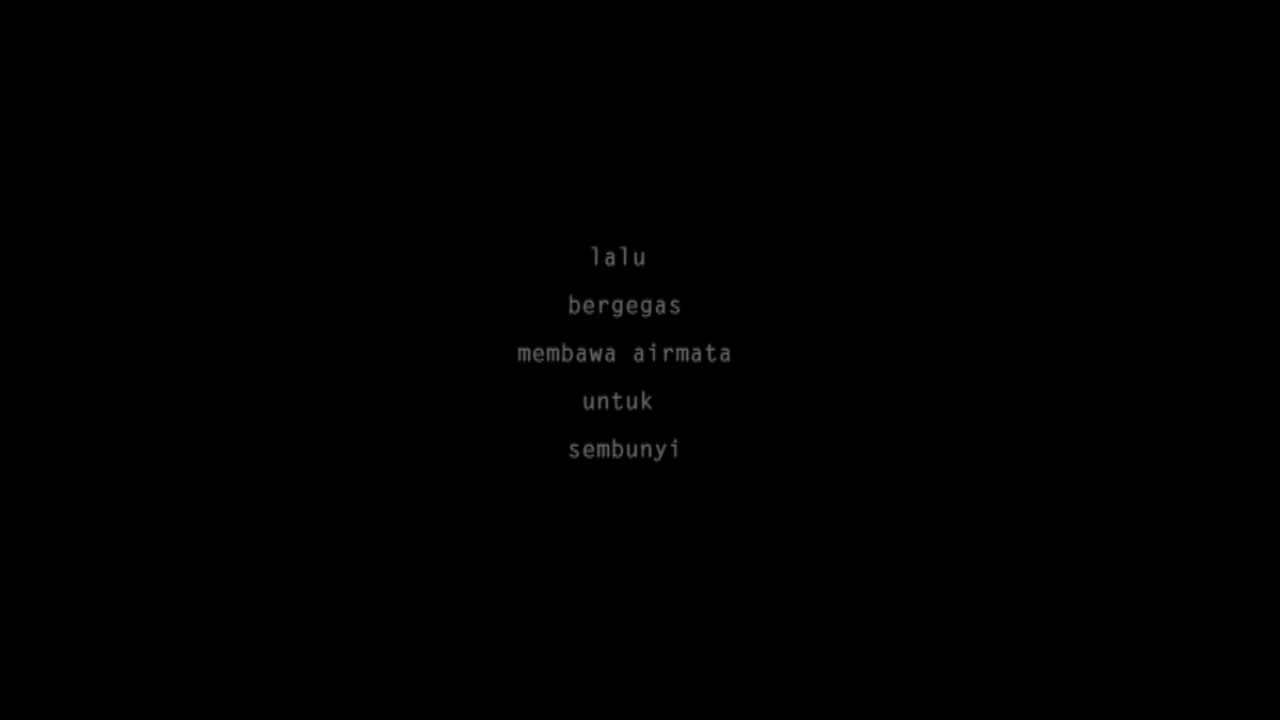 lalu
bergegas
membawa airmata
untuk
sembunyi